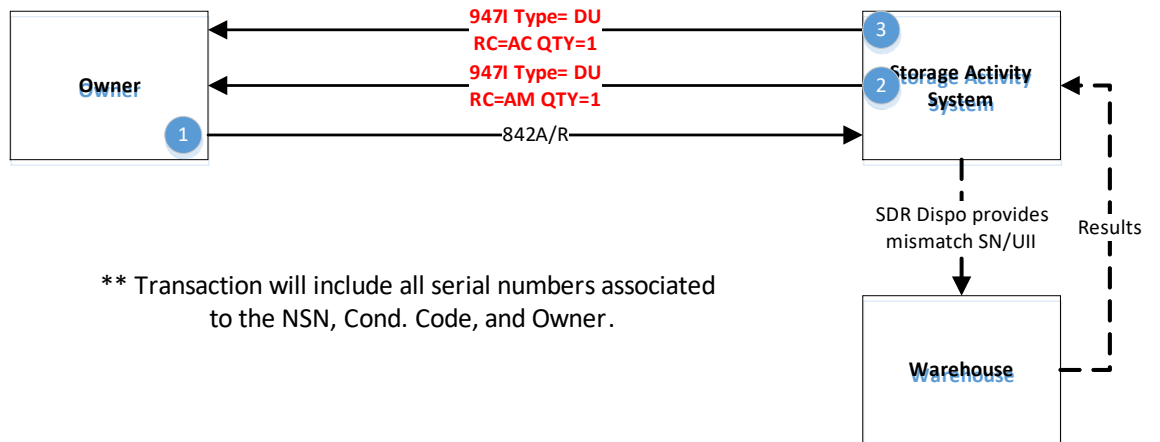 947I Type= DU
RC=AC QTY=1
3
Owner
947I Type= DU
RC=AM QTY=1
2
Storage Activity
System
1
842A/R
SDR Dispo provides
mismatch SN/UII
Results
** Transaction will include all serial numbers associated
to the NSN, Cond. Code, and Owner.
Warehouse